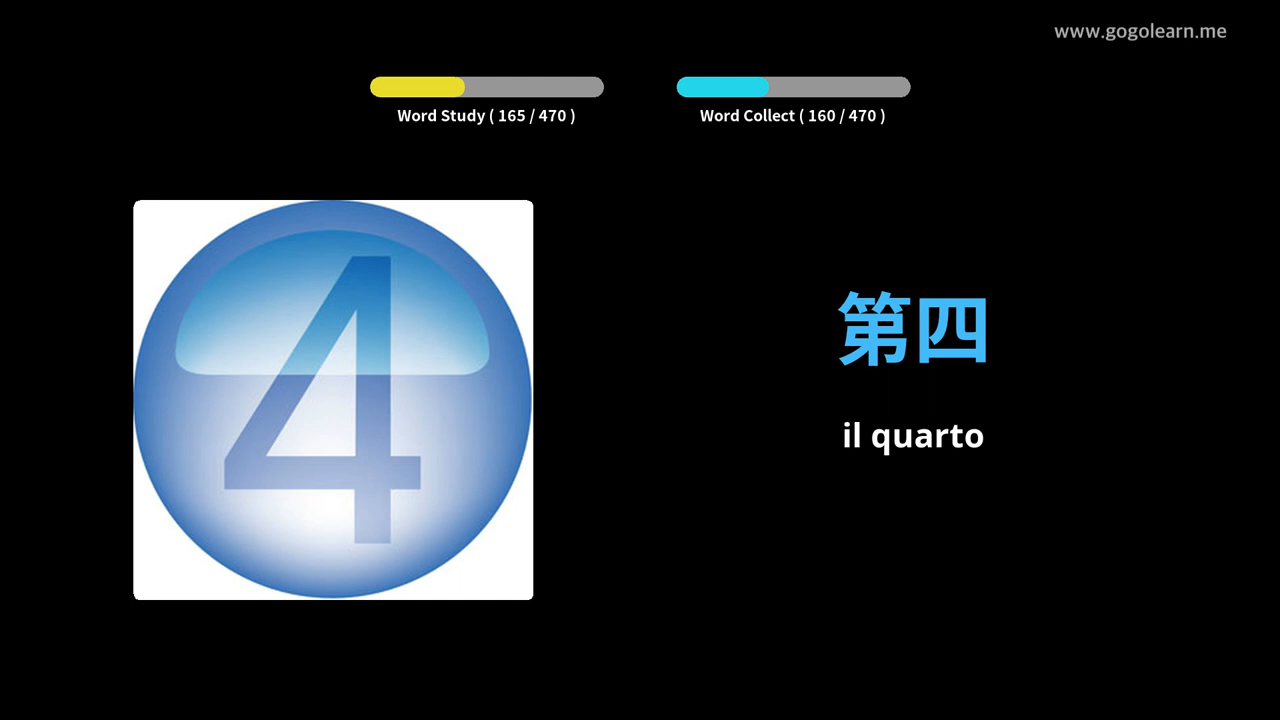 www.gogolearn.me
Word Study ( 165 / 470 )
Word Collect ( 160 / 470 )
4
第四
il quarto